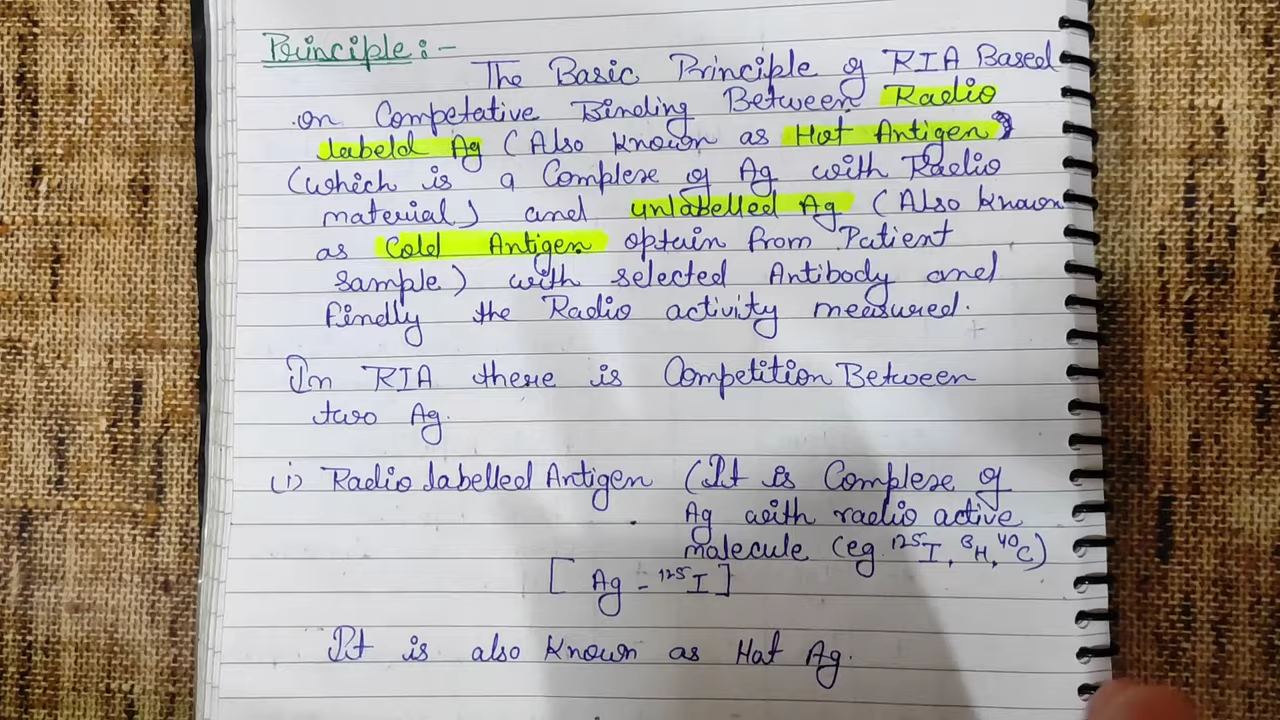 Principle :-
The Basic Principle of RIA Based
on Competative Binding Between Radio
labeld Ag (Also known as Hot Antigen)
(which is a Complexe of Ag with Radio
material) and unlabelled Ag (Also known
as Cold Antigen optain from Patient
sample) with selected Antibody and
finelly the Radio activity measured.
In RIA there is Competition Between
two Ag.
(i) Radio labelled Antigen (It is Complexe of
Ag with radio active
molecule (eg. ¹²⁵I, ³H, ⁴⁰C)
[ Ag - ¹²⁵I ]
It is also known as Hot Ag.